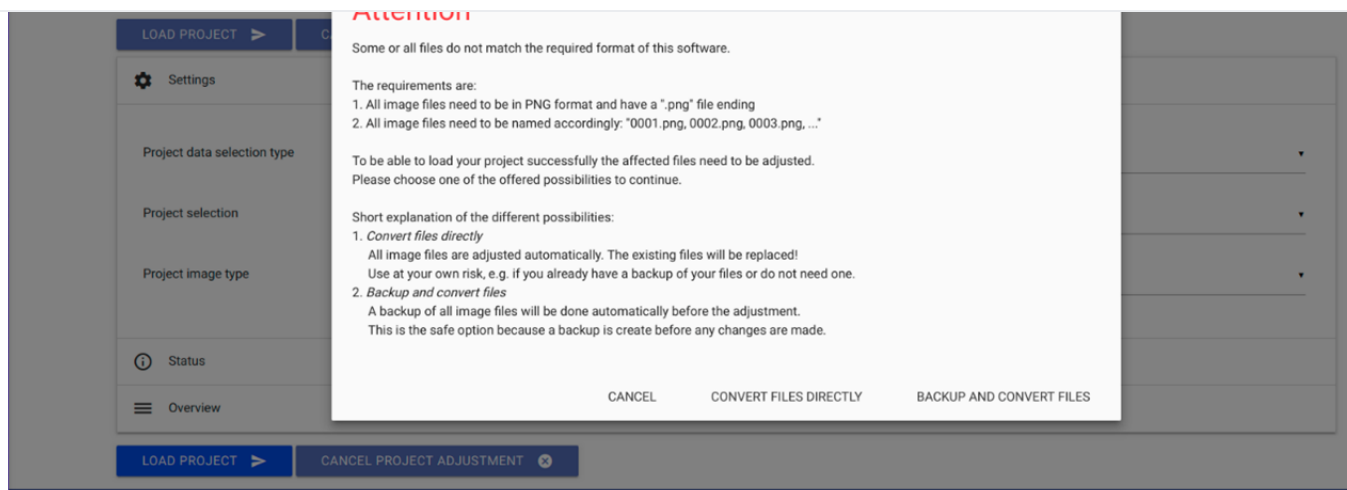 Attention
LOAD PROJECT
Some or all files do not match the required format of this software.
Settings
The requirements are:
1. All image files need to be in PNG format and have a ".png" file ending
2. All image files need to be named accordingly: "0001.png, 0002.png, 0003.png, ..."
Project data selection type
To be able to load your project successfully the affected files need to be adjusted.
Please choose one of the offered possibilities to continue.
Project selection
Short explanation of the different possibilities:
1. Convert files directly
All image files are adjusted automatically. The existing files will be replaced!
Project image type
Use at your own risk, e.g. if you already have a backup of your files or do not need one.
2. Backup and convert files
A backup of all image files will be done automatically before the adjustment.
This is the safe option because a backup is create before any changes are made.
Status
CANCEL CONVERT FILES DIRECTLY BACKUP AND CONVERT FILES
Overview
LOAD PROJECT CANCEL PROJECT ADJUSTMENT